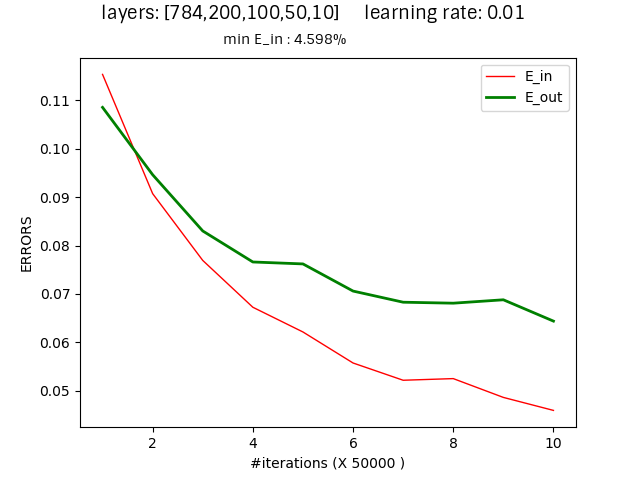 layers: [784,200,100,50,10] learning rate: 0.01
min E_in : 4.598%
E_in
E_out
0.11
0.10
0.09
0.08
0.07
0.06
0.05
ERRORS
2 4 6 8 10
#iterations (X 50000 )